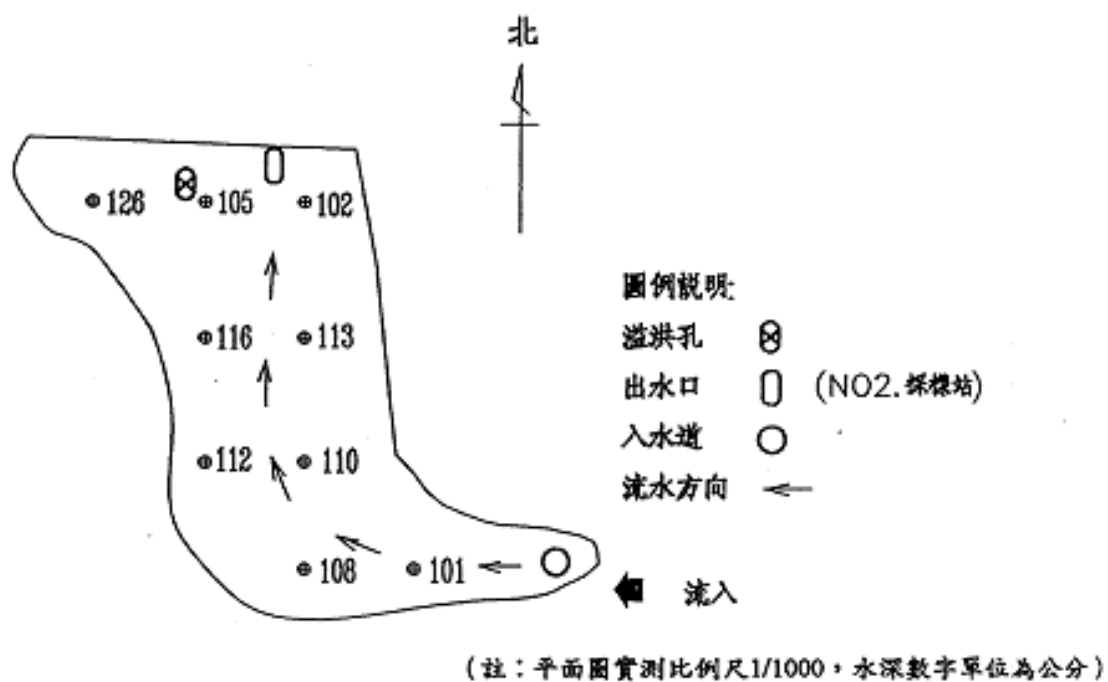 北
126
105
102
116
113
圖例説明:
溢洪孔
出水口 (NO2.採樣站)
入水道
流水方向
112
110
108
101
流入
(註：平面圖實測比例尺1/1000，水深數字單位為公分)